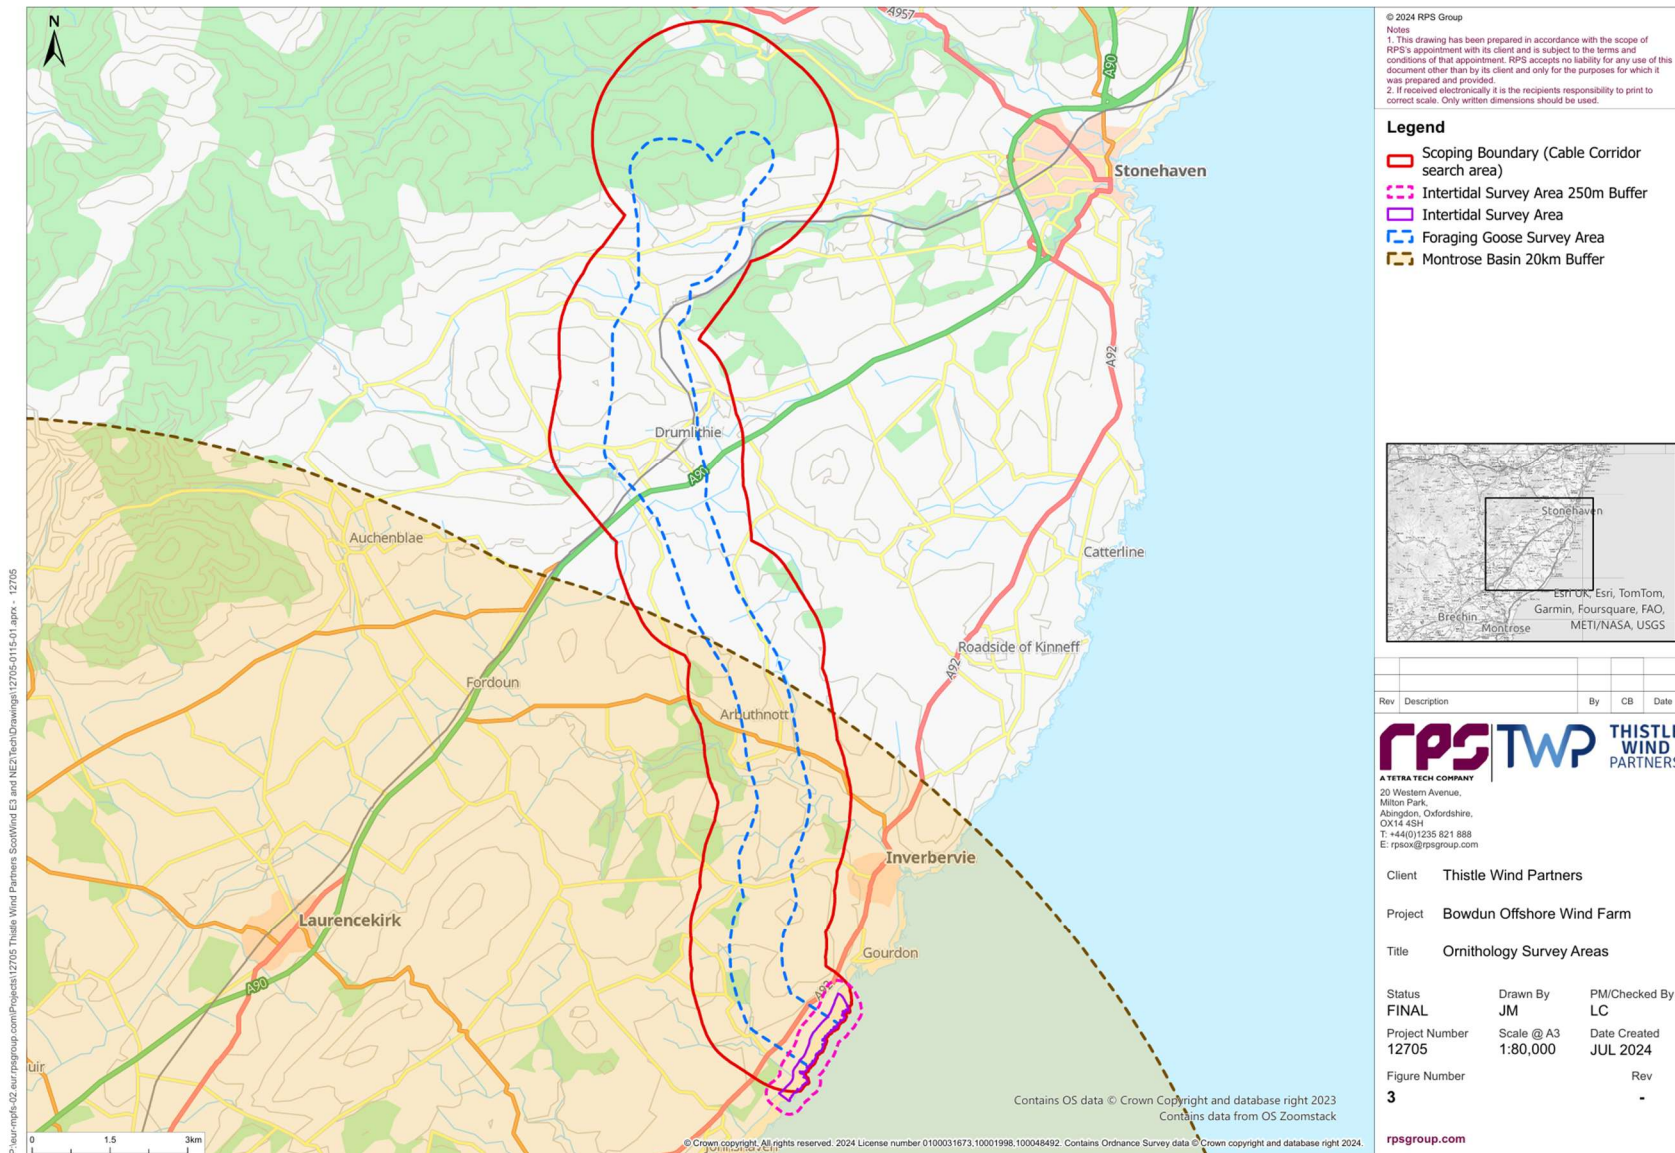 N
A957
A90
Stonehaven
A92
Drumlithie
A90
Auchenblae
Catterline
Roadside of Kinneff
A92
Fordoun
Arbuthnott
Inverbervie
Laurencekirk
Gourdon
A90
A92
uir
Johnshaven
0 1.5 3km
Contains OS data © Crown Copyright and database right 2023
Contains data from OS Zoomstack
© Crown copyright, All rights reserved. 2024 License number 0100031673,10001998,100048492. Contains Ordnance Survey data © Crown copyright and database right 2024.
© 2024 RPS Group
Notes
1. This drawing has been prepared in accordance with the scope of
RPS's appointment with its client and is subject to the terms and
conditions of that appointment. RPS accepts no liability for any use of this
document other than by its client and only for the purposes for which it
was prepared and provided.
2. If received electronically it is the recipients responsibility to print to
correct scale. Only written dimensions should be used.
Legend
Scoping Boundary (Cable Corridor
search area)
Intertidal Survey Area 250m Buffer
Intertidal Survey Area
Foraging Goose Survey Area
Montrose Basin 20km Buffer
Stonehaven
Brechin
Montrose
Esri UK, Esri, TomTom,
Garmin, Foursquare, FAO,
METI/NASA, USGS
Rev Description By CB Date
rps
A TETRA TECH COMPANY
TWP
THISTLE
WIND
PARTNERS
20 Western Avenue,
Milton Park,
Abingdon, Oxfordshire,
OX14 4SH
T: +44(0)1235 821 888
E: rpsox@rpsgroup.com
Client Thistle Wind Partners
Project Bowdun Offshore Wind Farm
Title Ornithology Survey Areas
Status Drawn By PM/Checked By
FINAL JM LC
Project Number Scale @ A3 Date Created
12705 1:80,000 JUL 2024
Figure Number Rev
3 -
rpsgroup.com